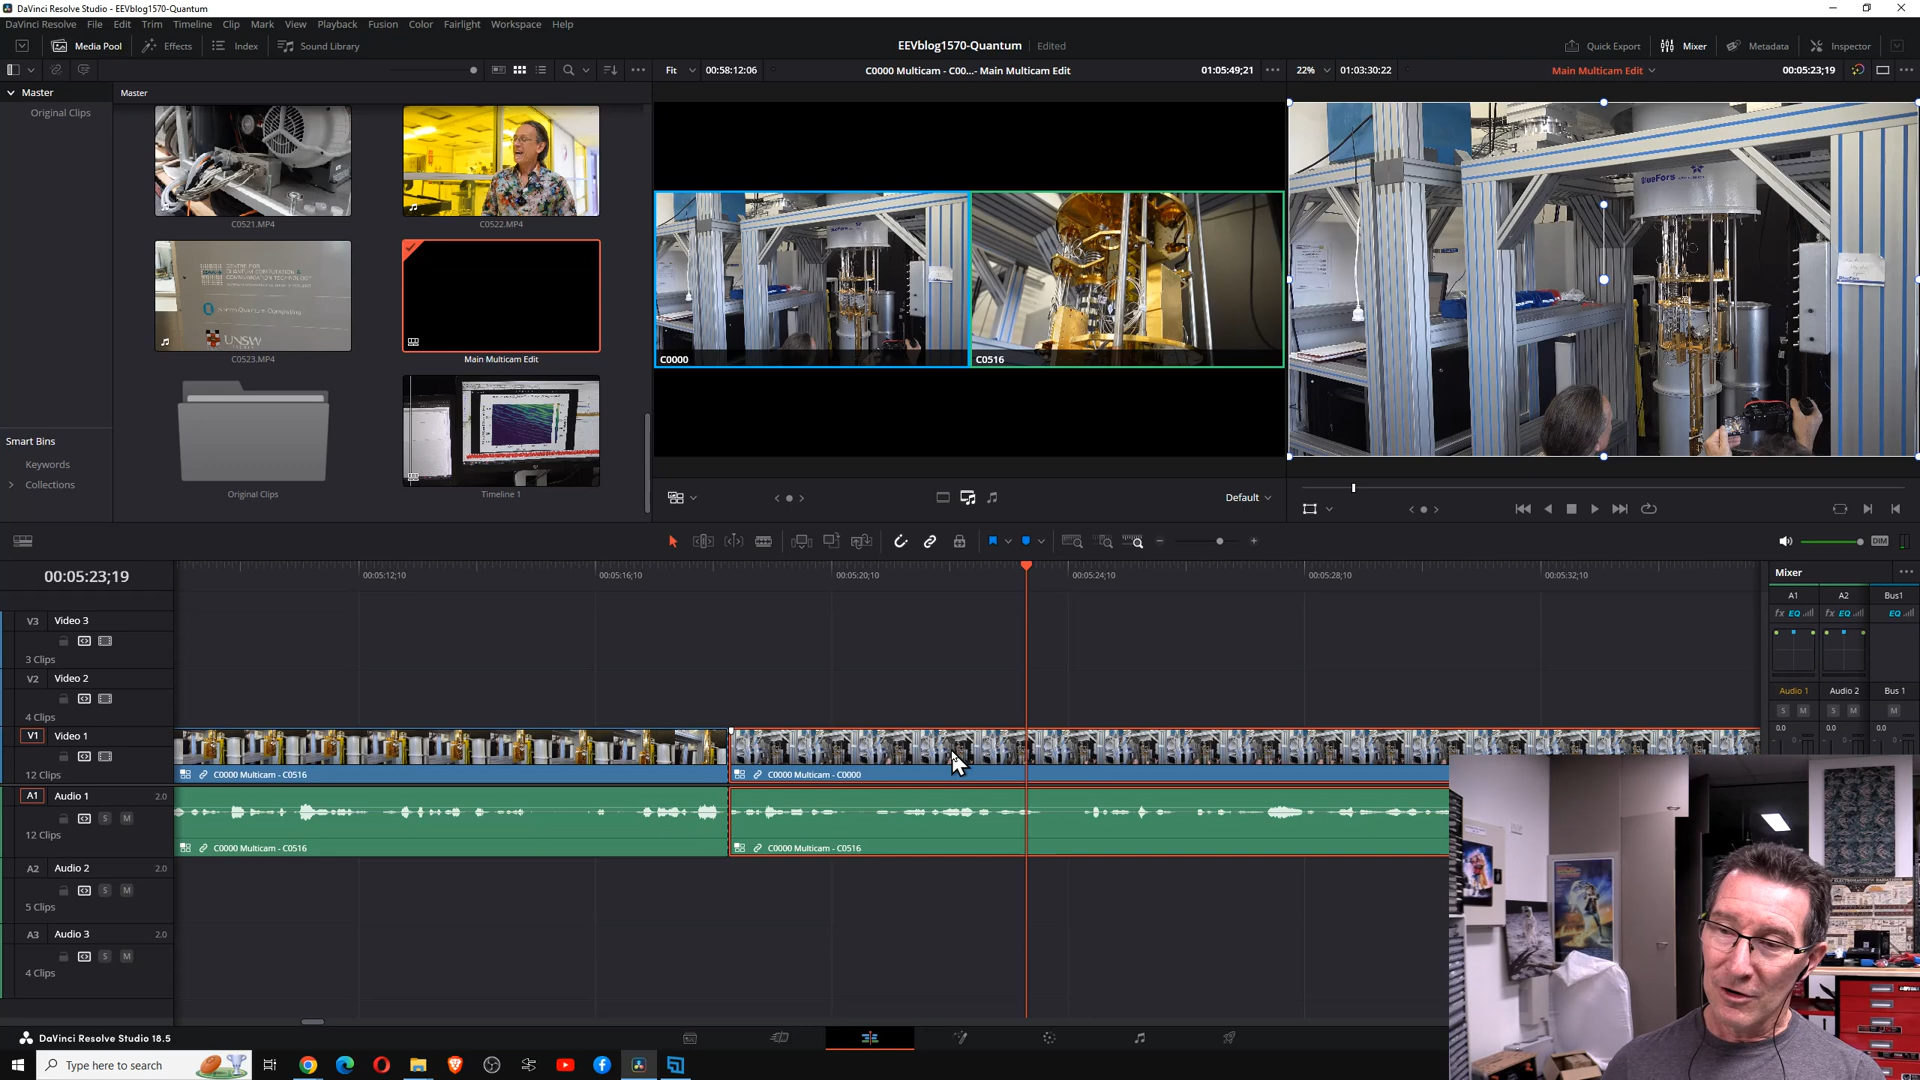 DaVinci Resolve Studio - EEVblog1570-Quantum
DaVinci Resolve File Edit Trim Timeline Clip Mark View Playback Fusion Color Fairlight Workspace Help
Media Pool Effects Index Sound Library
EEVblog1570-Quantum Edited
Quick Export Mixer Metadata Inspector
Fit 00:58:12:06 C0000 Multicam - C00...- Main Multicam Edit 01:05:49;21
22% 01:03:30:22 Main Multicam Edit 00:05:23;19
Master
Original Clips
Master
C0521.MP4
C0522.MP4
UNSW
C0523.MP4
Main Multicam Edit
Original Clips
Timeline 1
Smart Bins
Keywords
Collections
C0000
C0516
BlueFors
Default
DIM
00:05:23;19
00:05:12;10
00:05:16;10
00:05:20;10
00:05:24;10
00:05:28;10
00:05:32;10
V3 Video 3
3 Clips
V2 Video 2
4 Clips
V1 Video 1
12 Clips
C0000 Multicam - C0516
C0000 Multicam - C0000
A1 Audio 1 2.0
S M
12 Clips
C0000 Multicam - C0516
C0000 Multicam - C0516
A2 Audio 2 2.0
S M
5 Clips
A3 Audio 3 2.0
S M
4 Clips
Mixer
A1 A2 Bus1
fx EQ fx EQ EQ
Audio 1 Audio 2 Bus 1
S M S M M
0.0 0.0 0.0
DaVinci Resolve Studio 18.5
Type here to search